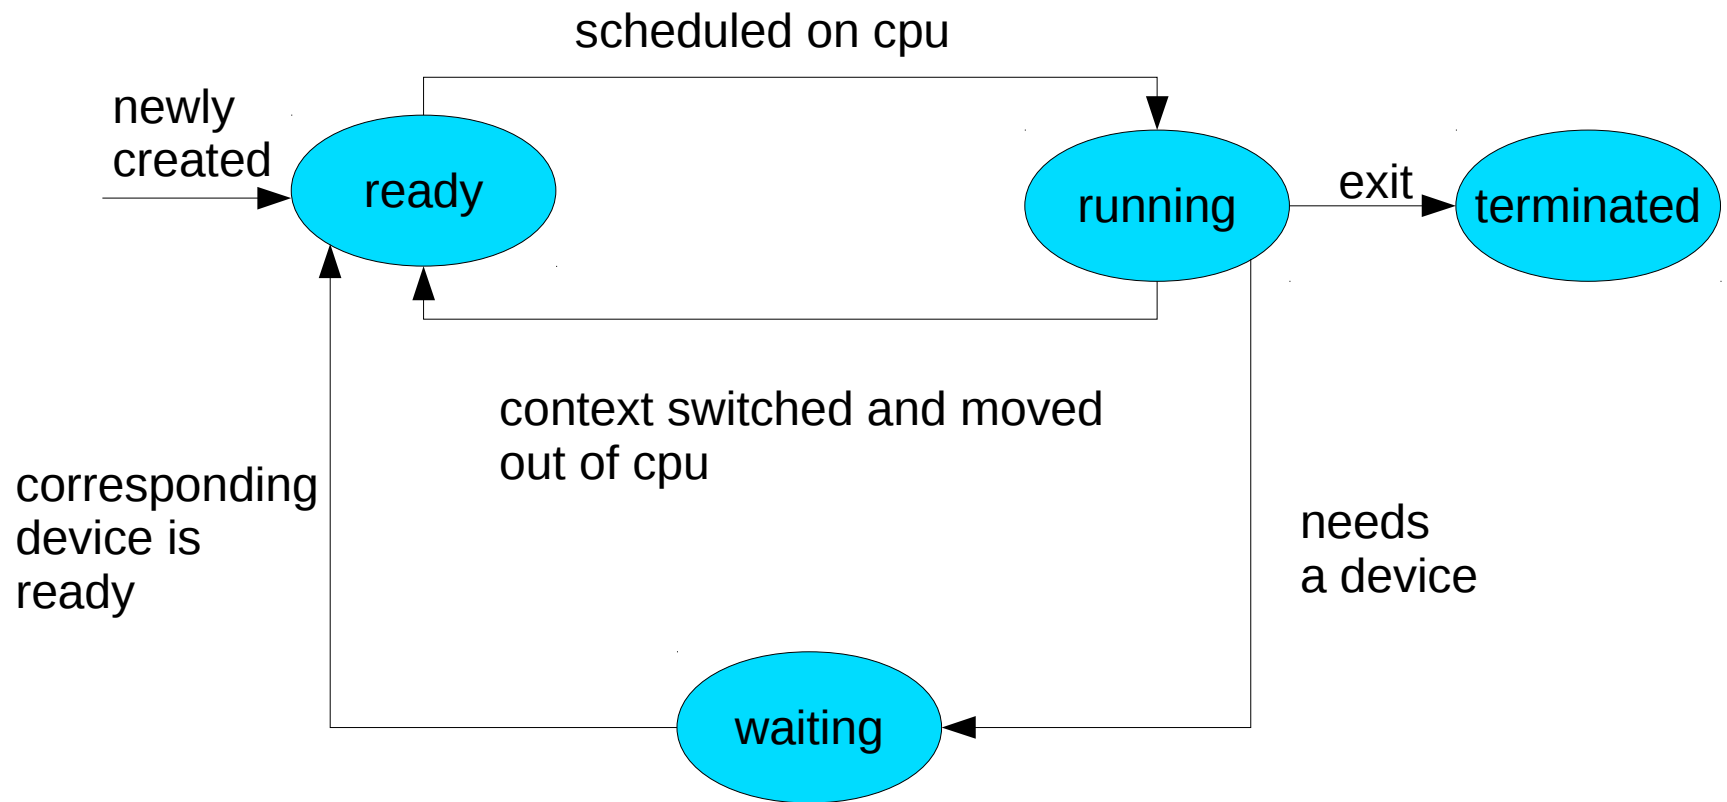 scheduled on cpu
newly
created
ready
running
exit
terminated
context switched and moved
out of cpu
corresponding
device is
ready
needs
a device
waiting